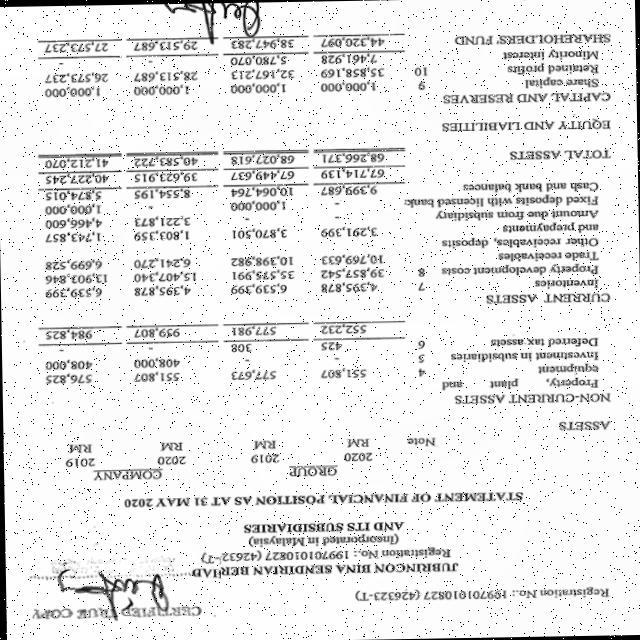 Registration No.: 199701010827 (426323-T)
CERTIFIED TRUE COPY
JUBRINGON BINA SENDIRIAN BERHAD
Registration No.: 199701010827 (42632-T)
(Incorporated in Malaysia)
AND ITS SUBSIDIARIES
STATEMENT OF FINANCIAL POSITION AS AT 31 MAY 2020
GROUP COMPANY
2020 2019 2020 2019
Note RM RM RM RM
ASSETS
NON-CURRENT ASSETS
Property, plant and
equipment 4 551,807 577,673 551,807 576,825
Investment in subsidiaries 5 - - 408,000 408,000
Deferred tax assets 6 425 308 - -
552,232 577,981 959,807 984,825
CURRENT ASSETS
Inventories 7 4,395,878 6,539,399 4,395,878 6,539,399
Property development costs 8 39,857,542 35,575,991 15,407,340 13,903,846
Trade receivables 10,769,633 10,398,982 6,241,270 6,699,528
Other receivables, deposits
and prepayments 3,291,399 3,870,501 1,803,359 1,743,857
Amount due from subsidiary - - 3,221,873 4,466,600
Fixed deposits with licensed bank - 1,000,000 - 1,000,000
Cash and bank balances 9,399,687 10,064,764 8,554,195 5,874,015
67,714,139 67,449,637 39,623,915 40,227,245
TOTAL ASSETS 68,266,371 68,027,618 40,583,722 41,212,070
EQUITY AND LIABILITIES
CAPITAL AND RESERVES
Share capital 9 1,000,000 1,000,000 1,000,000 1,000,000
Retained profits 10 35,858,169 32,167,213 28,513,687 26,573,237
Minority interest 7,461,928 5,780,070 - -
SHAREHOLDERS' FUND 44,320,097 38,947,283 29,513,687 27,573,237